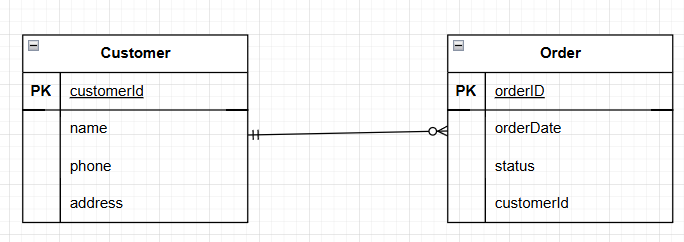 Customer
PK customerId
name
phone
address
Order
PK orderID
orderDate
status
customerId